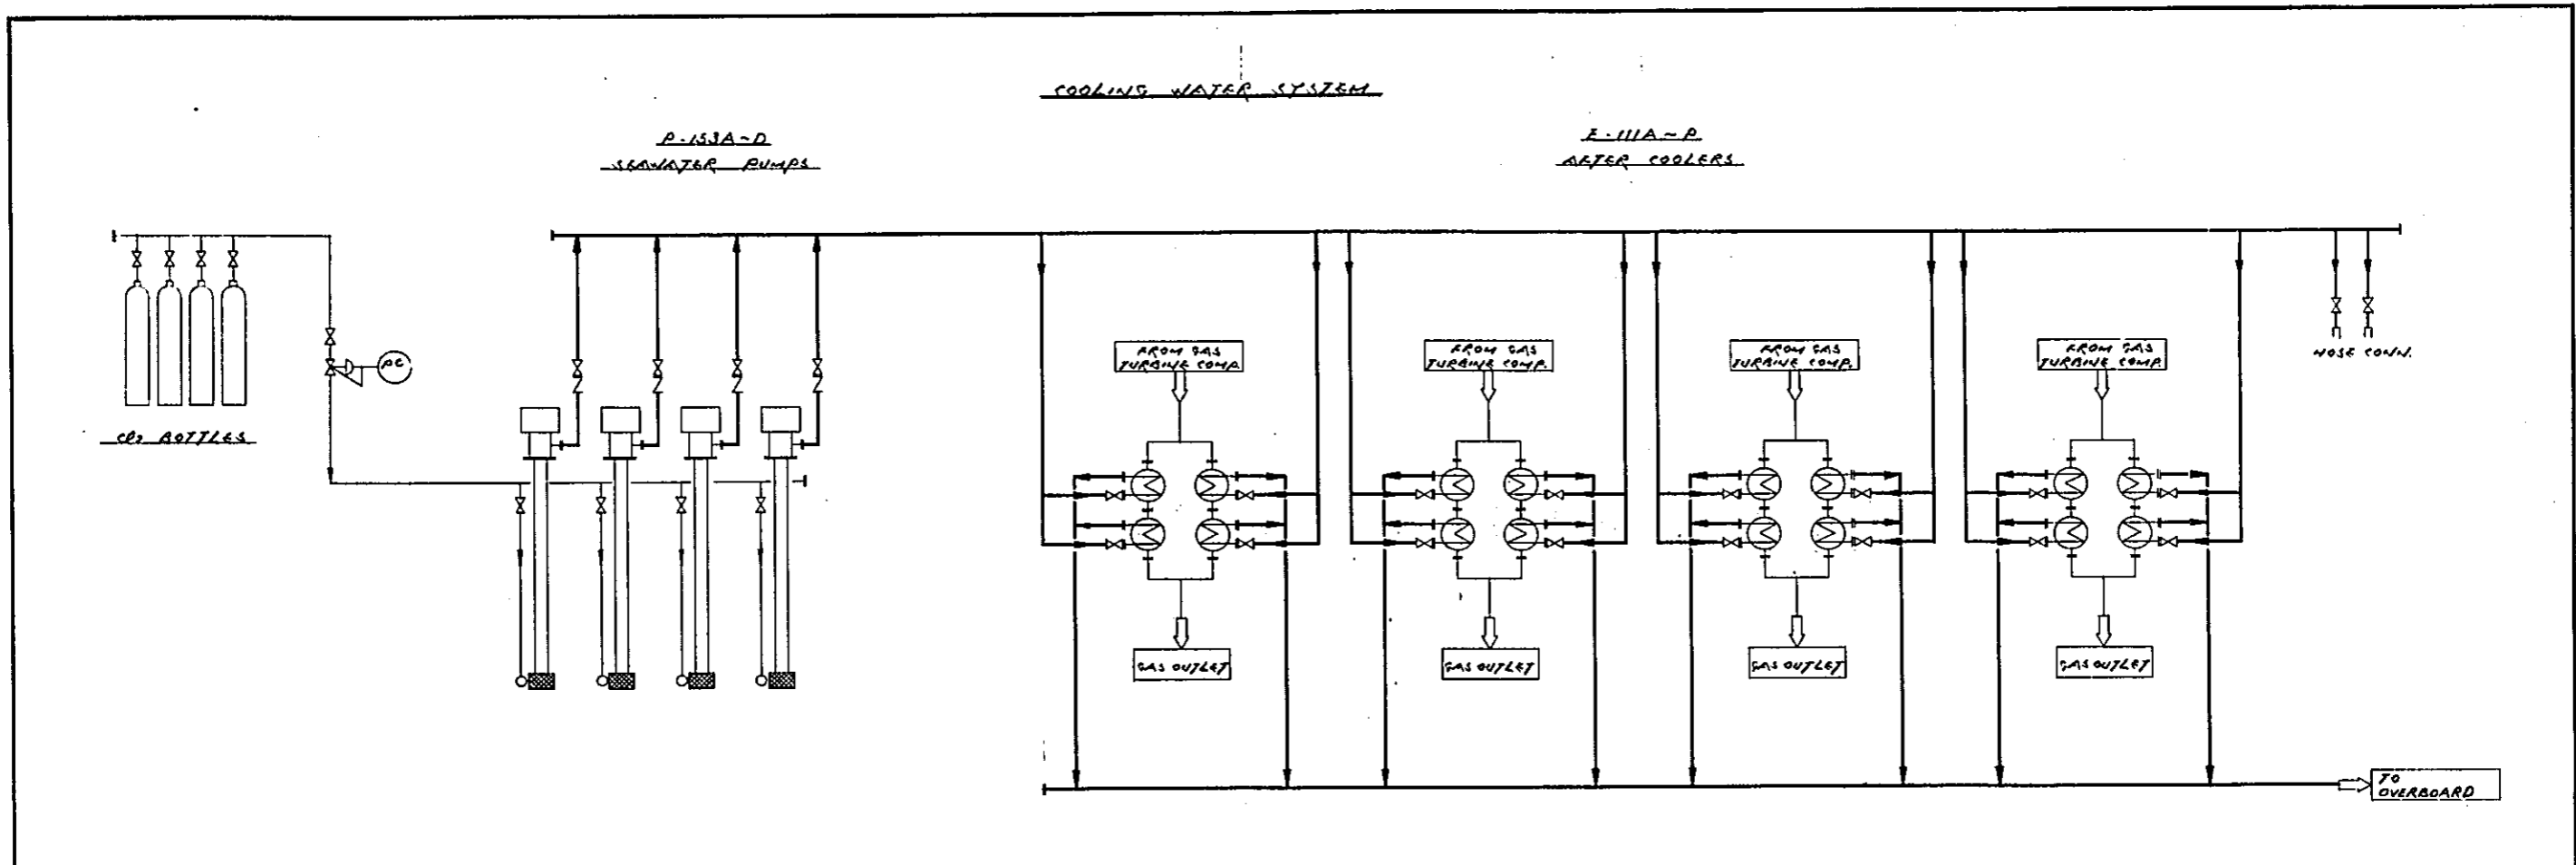 COOLING WATER SYSTEM
P-153A~D
SEAWATER PUMPS
E-111A~P
AFTER COOLERS
FROM GAS
TURBINE COMP.
FROM GAS
TURBINE COMP.
FROM GAS
TURBINE COMP.
FROM GAS
TURBINE COMP.
HOSE CONN.
PC
Cl2 BOTTLES
GAS OUTLET
GAS OUTLET
GAS OUTLET
GAS OUTLET
TO
OVERBOARD